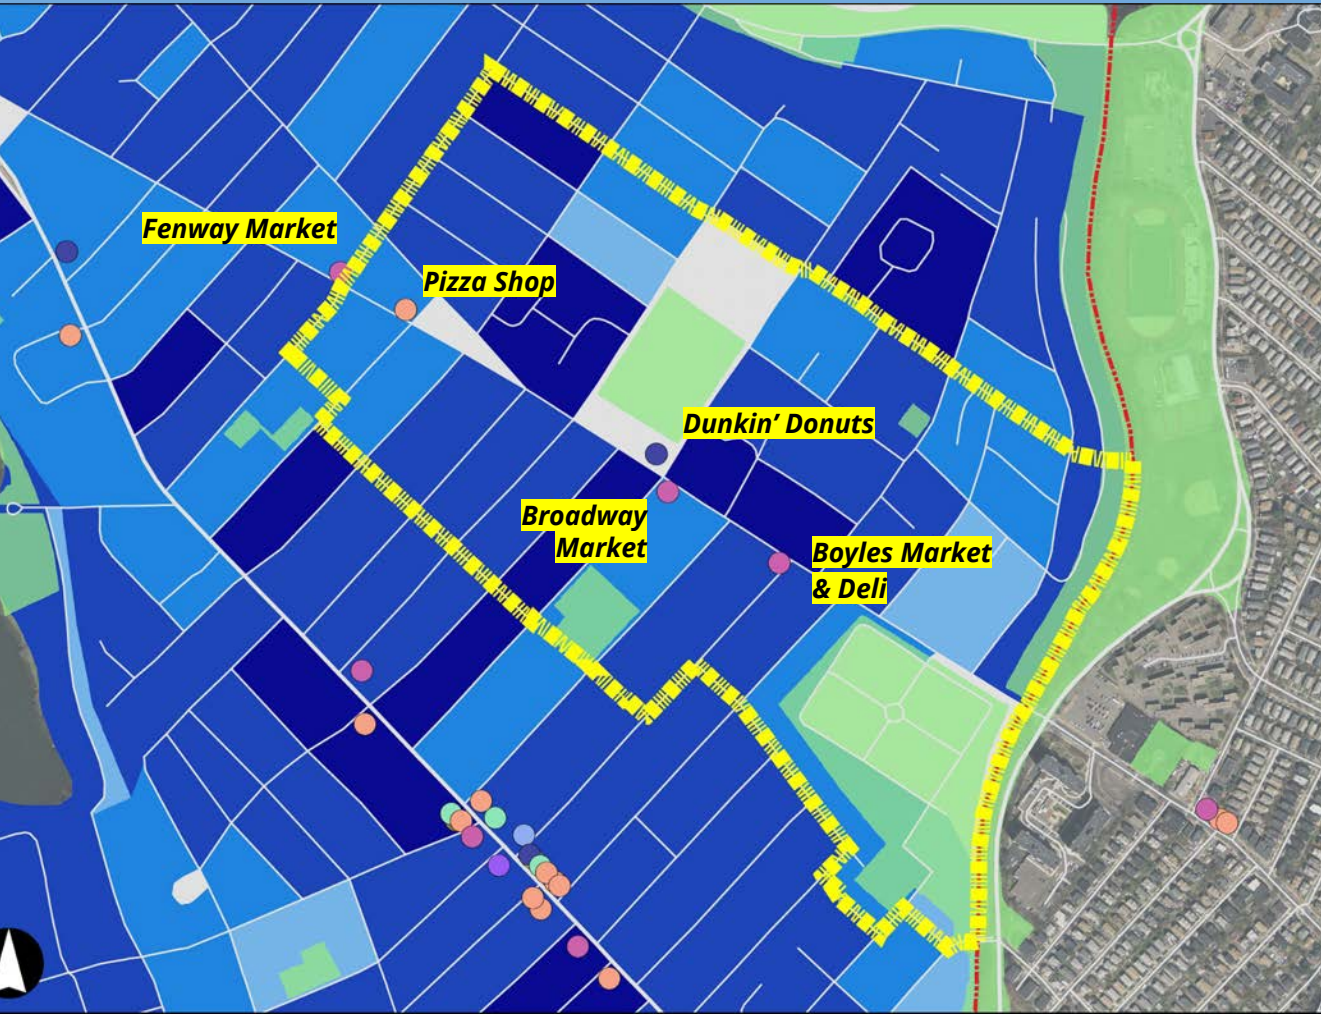 Fenway Market
Pizza Shop
Dunkin’ Donuts
Broadway
Market
Boyles Market
& Deli